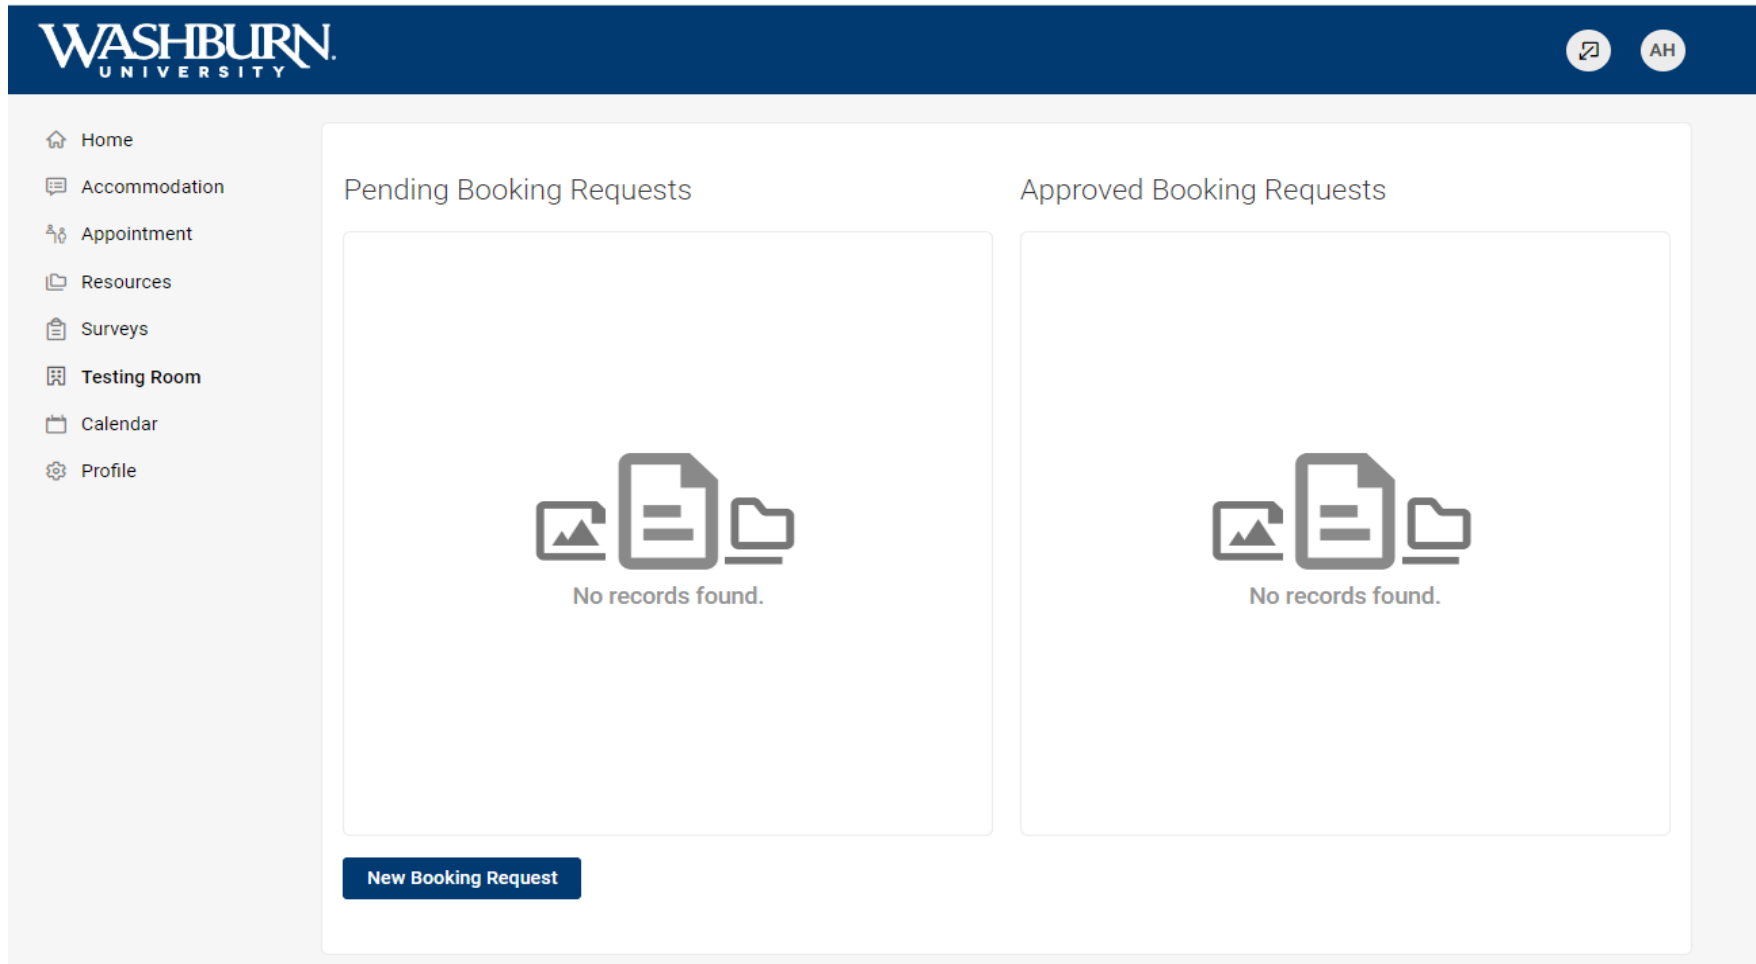 WASHBURN.
UNIVERSITY
AH
Home
Accommodation
Appointment
Resources
Surveys
Testing Room
Calendar
Profile
Pending Booking Requests
No records found.
New Booking Request
Approved Booking Requests
No records found.